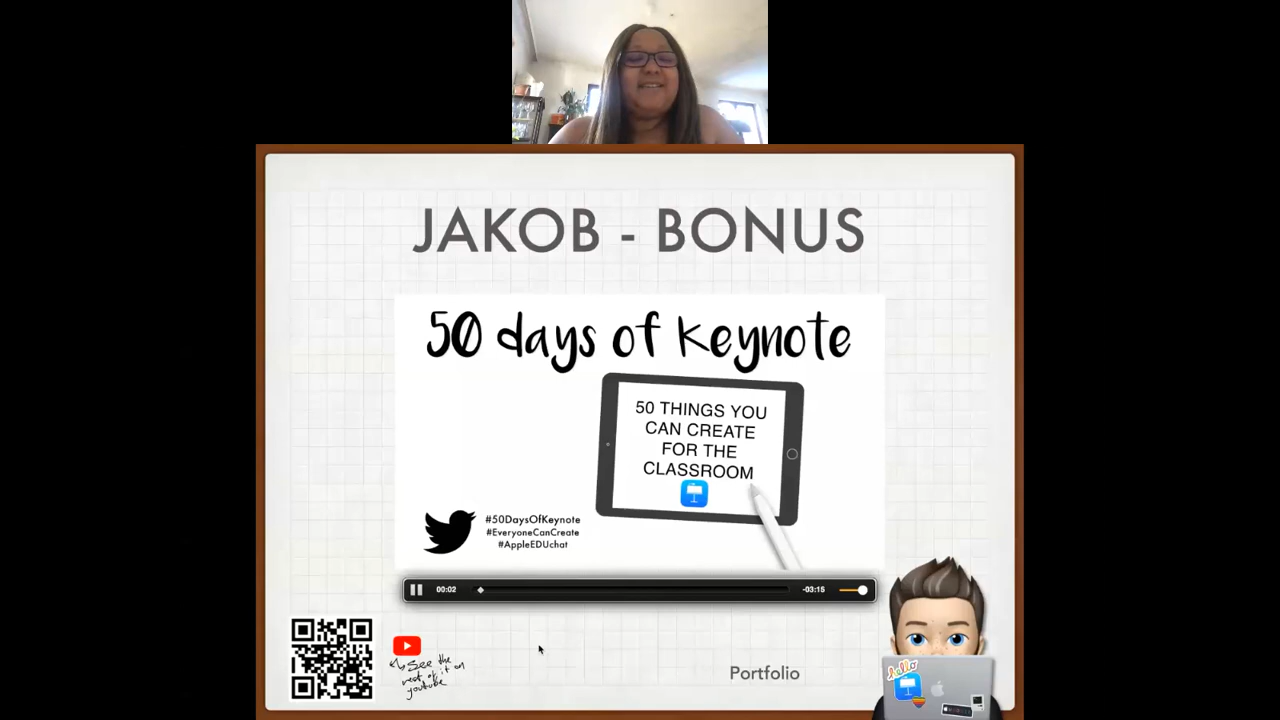 JAKOB - BONUS
50 days of Keynote
50 THINGS YOU
CAN CREATE
FOR THE
CLASSROOM
#50DaysOfKeynote
#EveryoneCanCreate
#AppleEDUchat
00:02
-03:15
See the
rest of it on
youtube
Portfolio
hello